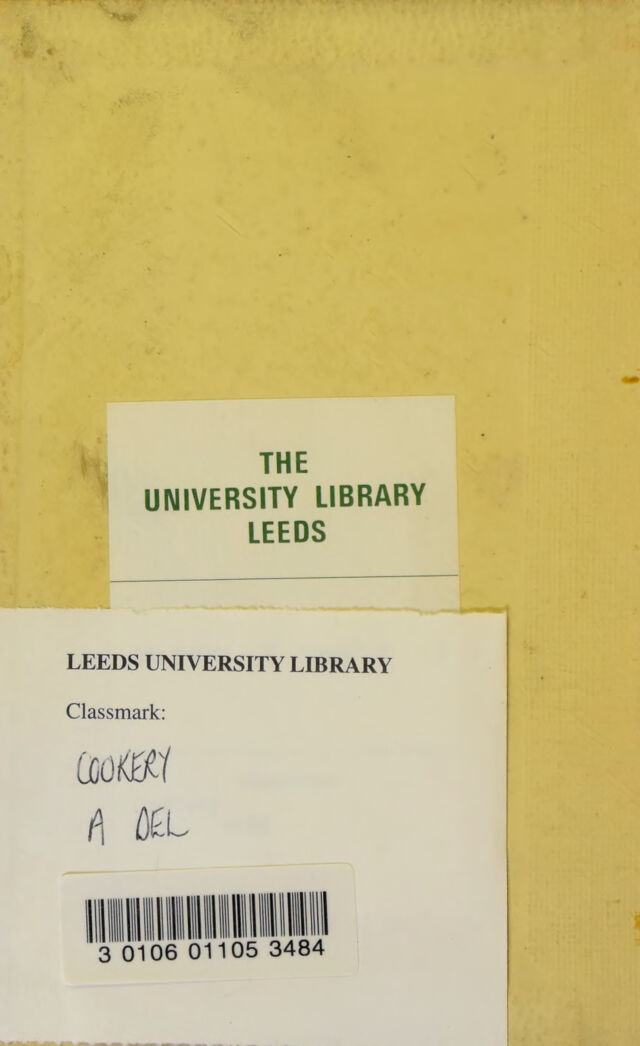 THE
UNIVERSITY LIBRARY
LEEDS
LEEDS UNIVERSITY LIBRARY
Classmark:
COOKERY
A DEL
3 0106 01105 3484